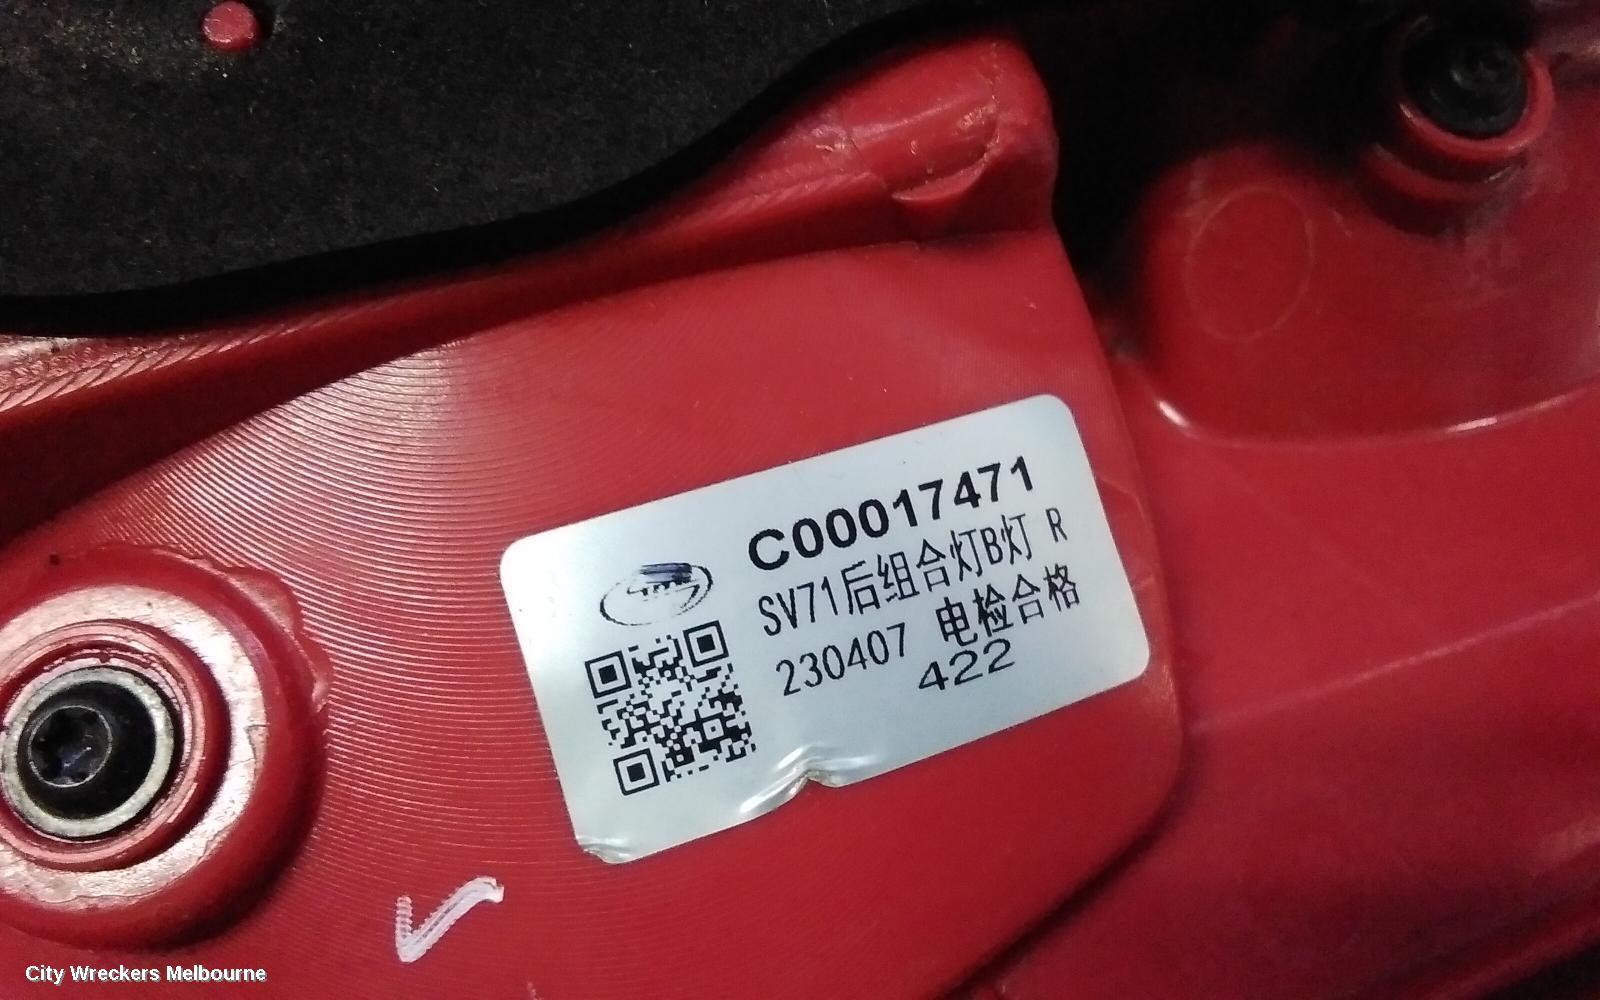 C00017471
SV71后组合灯B灯 R
230407 电检合格
422
City Wreckers Melbourne